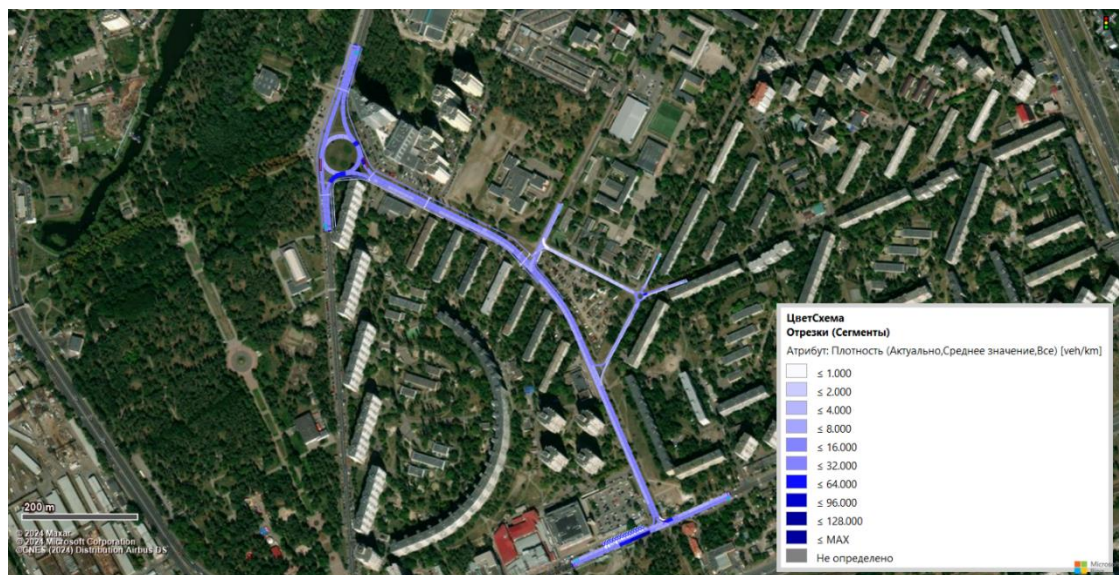 ЦветСхема
Отрезки (Сегменты)
Атрибут: Плотность (Актуально,Среднее значение,Все) [veh/km]
≤ 1.000
≤ 2.000
≤ 4.000
≤ 8.000
≤ 16.000
≤ 32.000
≤ 64.000
≤ 96.000
≤ 128.000
≤ MAX
Не определено
200 m
© 2024 Maxar
© 2024 Microsoft Corporation
©CNES (2024) Distribution Airbus DS